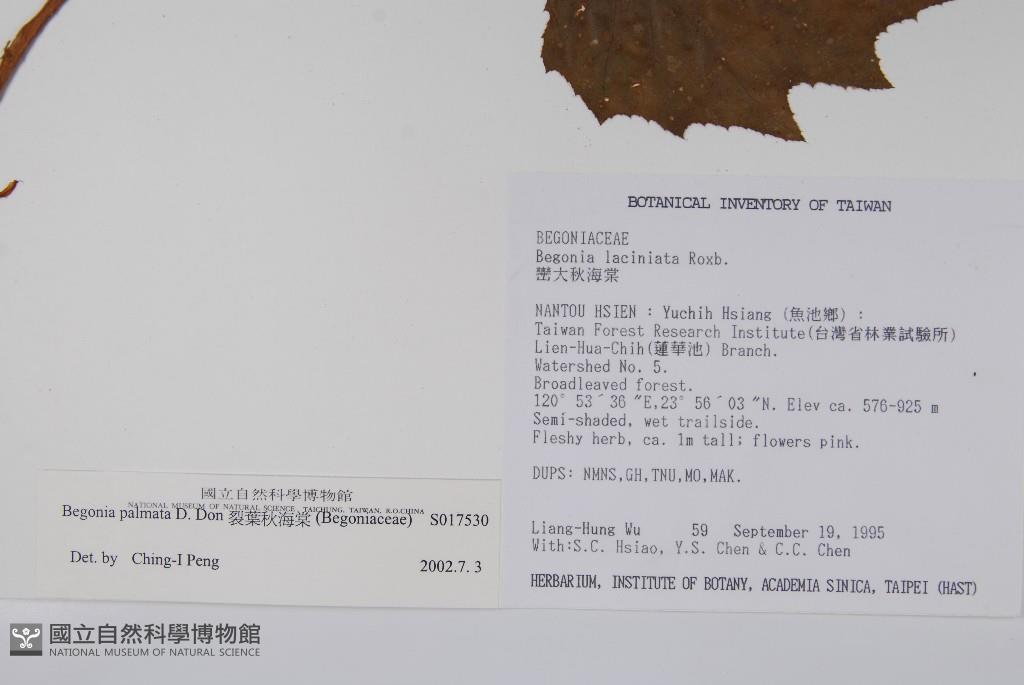 BOTANICAL INVENTORY OF TAIWAN
BEGONIACEAE
Begonia laciniata Roxb.
巒大秋海棠
NANTOU HSIEN : Yuchih Hsiang (魚池鄉) :
Taiwan Forest Research Institute(台灣省林業試驗所)
Lien-Hua-Chih(蓮華池) Branch.
Watershed No. 5.
Broadleaved forest.
120° 53´36 ″E,23° 56´03 ″N. Elev ca. 576-925 m
Semi-shaded, wet trailside.
Fleshy herb, ca. 1m tall; flowers pink.
DUPS: NMNS,GH,TNU,MO,MAK.
Liang-Hung Wu 59 September 19, 1995
With:S.C. Hsiao, Y.S. Chen & C.C. Chen
HERBARIUM, INSTITUTE OF BOTANY, ACADEMIA SINICA, TAIPEI (HAST)
國立自然科學博物館
NATIONAL MUSEUM OF NATURAL SCIENCE, TAICHUNG, TAIWAN, R.O.CHINA
Begonia palmata D. Don 裂葉秋海棠 (Begoniaceae) S017530
Det. by Ching-I Peng 2002.7. 3
國立自然科學博物館
NATIONAL MUSEUM OF NATURAL SCIENCE